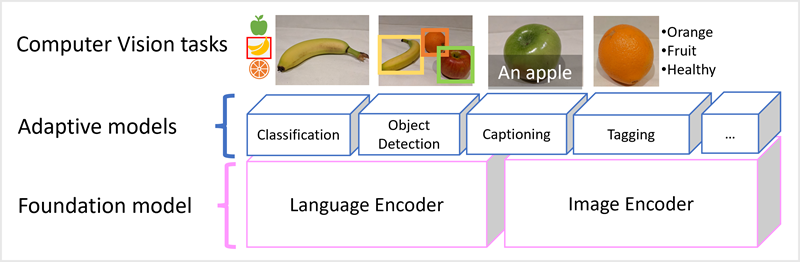 Computer Vision tasks
An apple
•Orange
•Fruit
•Healthy
Adaptive models
Classification
Object
Detection
Captioning
Tagging
...
Foundation model
Language Encoder
Image Encoder